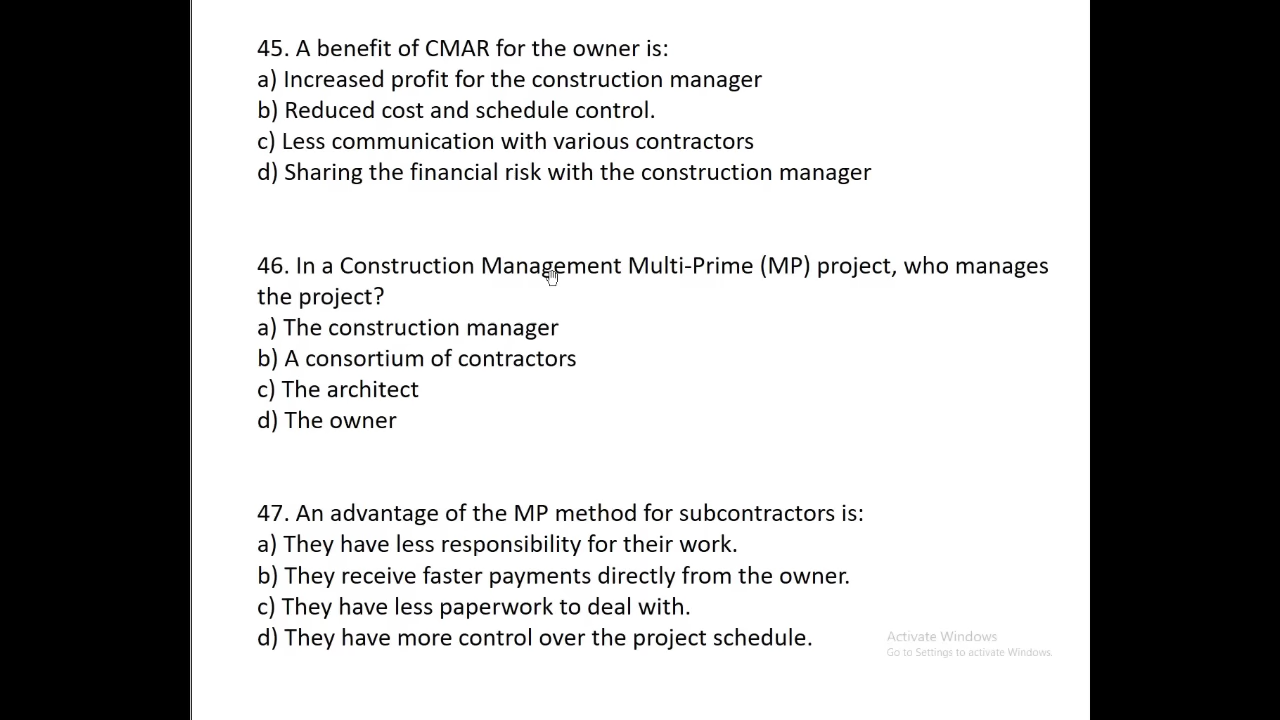 45. A benefit of CMAR for the owner is:
a) Increased profit for the construction manager
b) Reduced cost and schedule control.
c) Less communication with various contractors
d) Sharing the financial risk with the construction manager
46. In a Construction Management Multi-Prime (MP) project, who manages
the project?
a) The construction manager
b) A consortium of contractors
c) The architect
d) The owner
47. An advantage of the MP method for subcontractors is:
a) They have less responsibility for their work.
b) They receive faster payments directly from the owner.
c) They have less paperwork to deal with.
d) They have more control over the project schedule.
Activate Windows
Go to Settings to activate Windows.